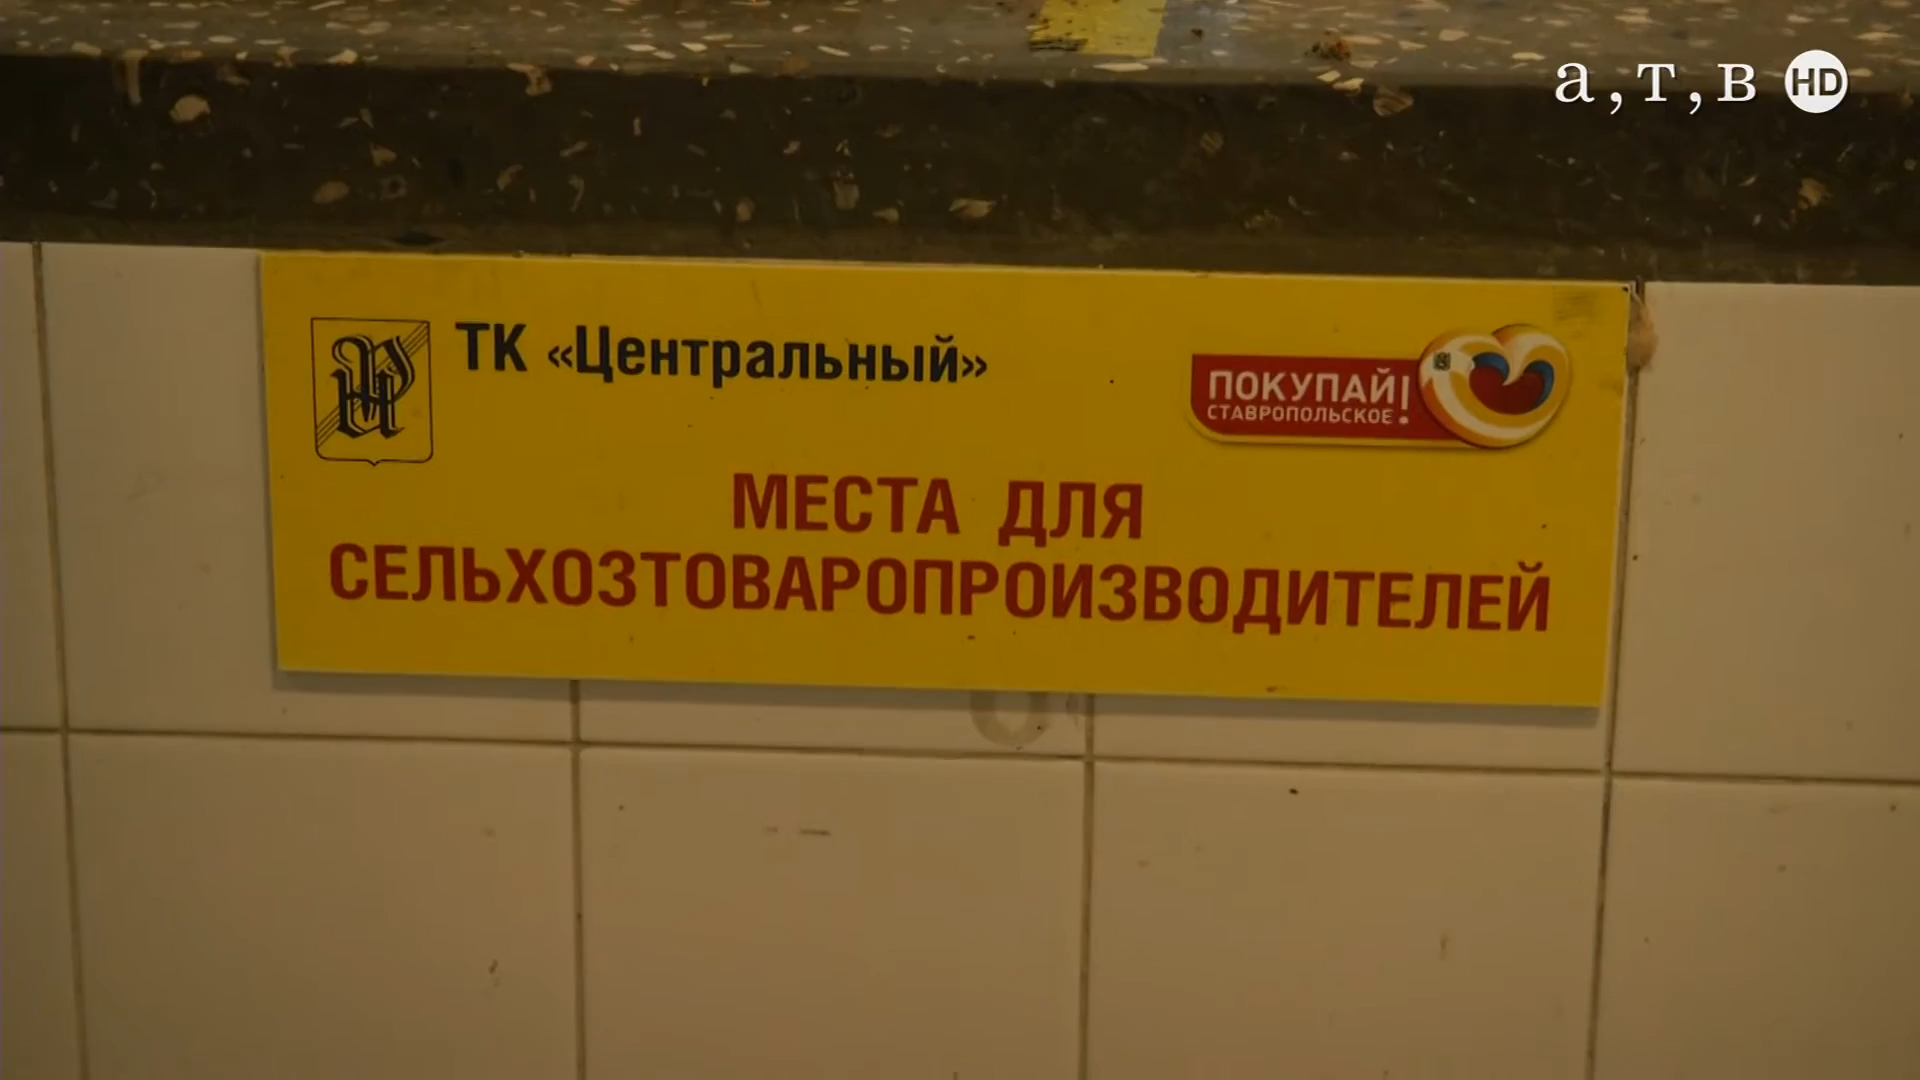 а,т,в HD
ТК «Центральный»
ПОКУПАЙ!
СТАВРОПОЛЬСКОЕ
МЕСТА ДЛЯ
СЕЛЬХОЗТОВАРОПРОИЗВОДИТЕЛЕЙ